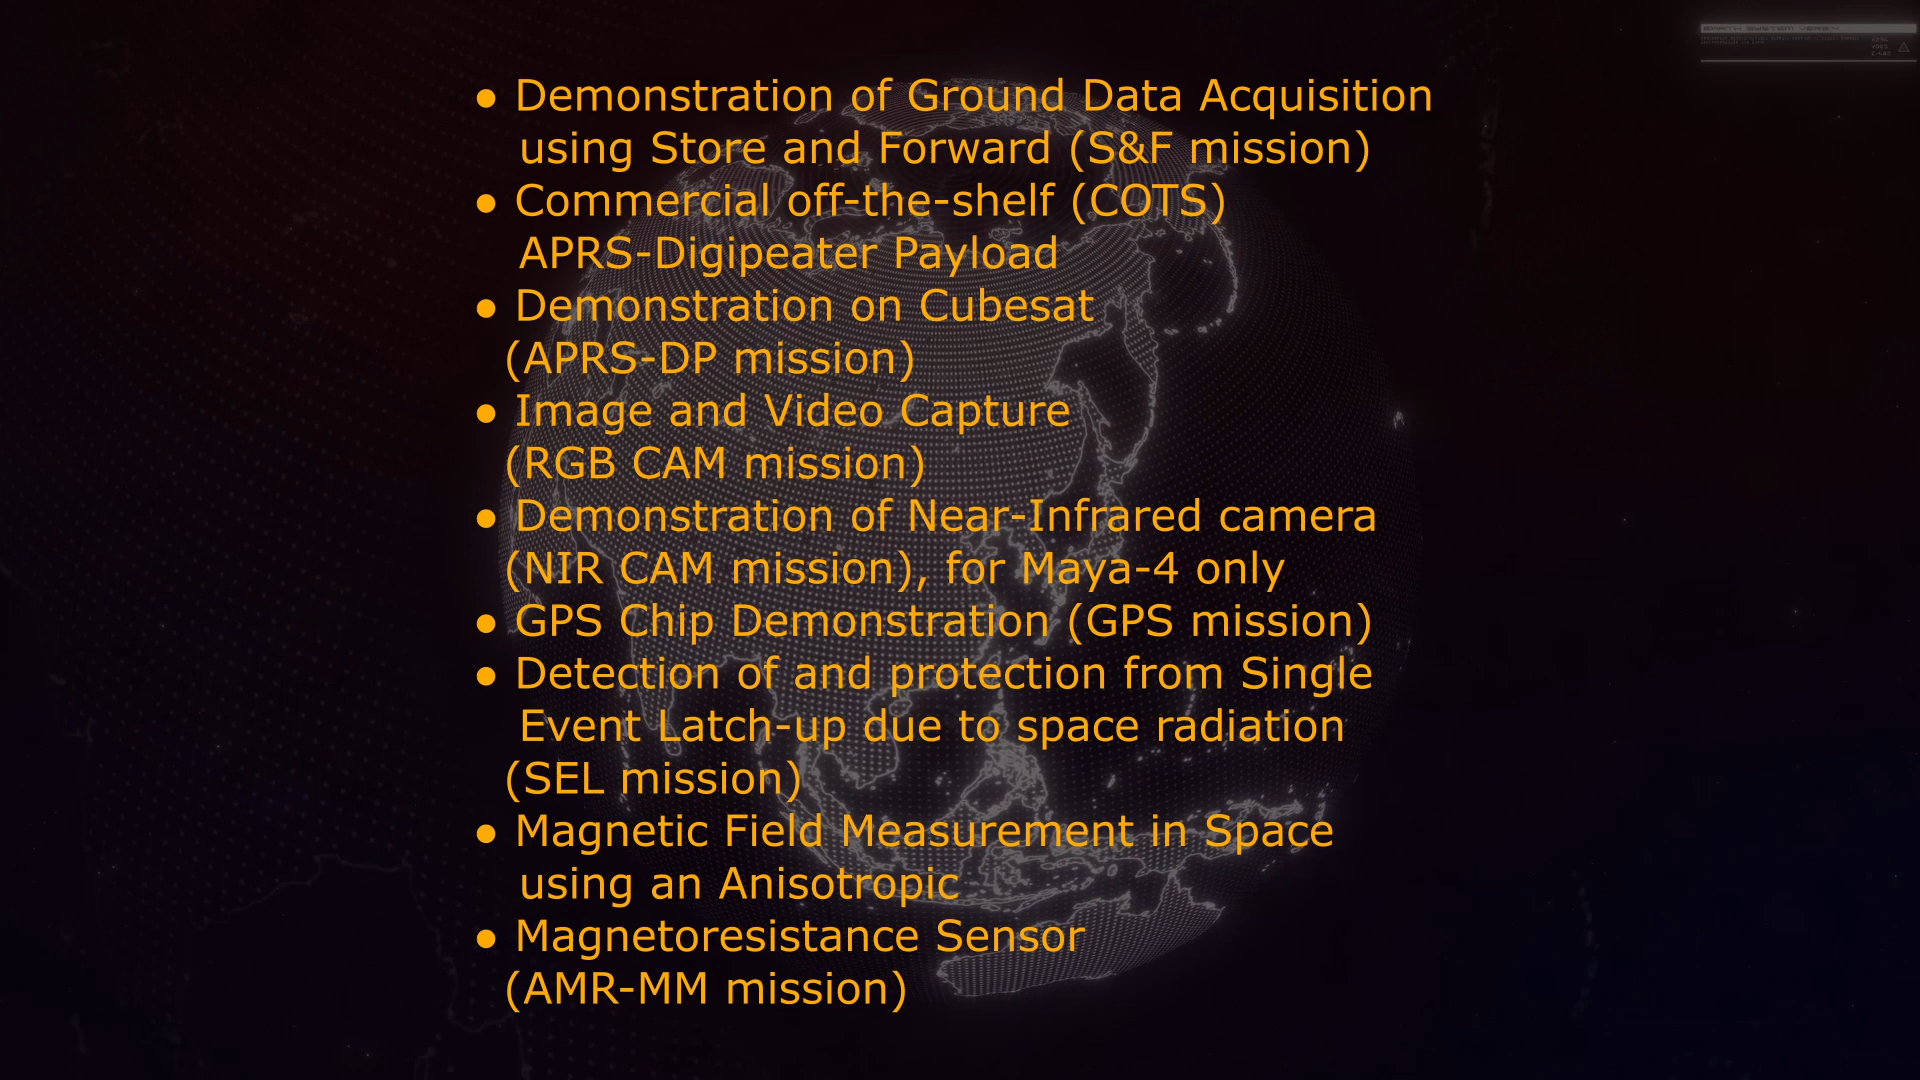 ● Demonstration of Ground Data Acquisition
using Store and Forward (S&F mission)
● Commercial off-the-shelf (COTS)
APRS-Digipeater Payload
● Demonstration on Cubesat
(APRS-DP mission)
● Image and Video Capture
(RGB CAM mission)
● Demonstration of Near-Infrared camera
(NIR CAM mission), for Maya-4 only
● GPS Chip Demonstration (GPS mission)
● Detection of and protection from Single
Event Latch-up due to space radiation
(SEL mission)
● Magnetic Field Measurement in Space
using an Anisotropic
● Magnetoresistance Sensor
(AMR-MM mission)